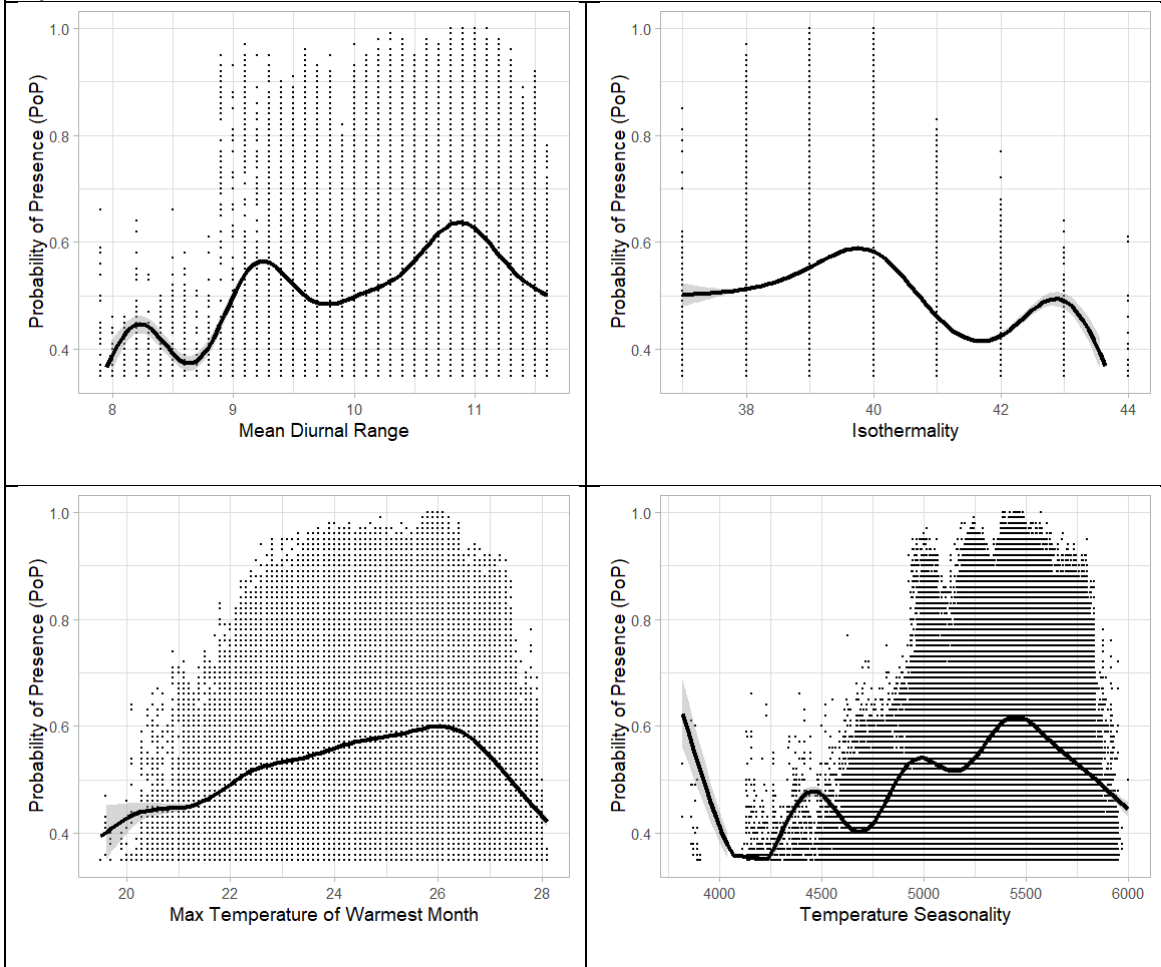 Probability of Presence (PoP)
1.0
0.8
0.6
0.4
8 9 10 11
Mean Diurnal Range
Probability of Presence (PoP)
1.0
0.8
0.6
0.4
38 40 42 44
Isothermality
Probability of Presence (PoP)
1.0
0.8
0.6
0.4
20 22 24 26 28
Max Temperature of Warmest Month
Probability of Presence (PoP)
1.0
0.8
0.6
0.4
4000 4500 5000 5500 6000
Temperature Seasonality